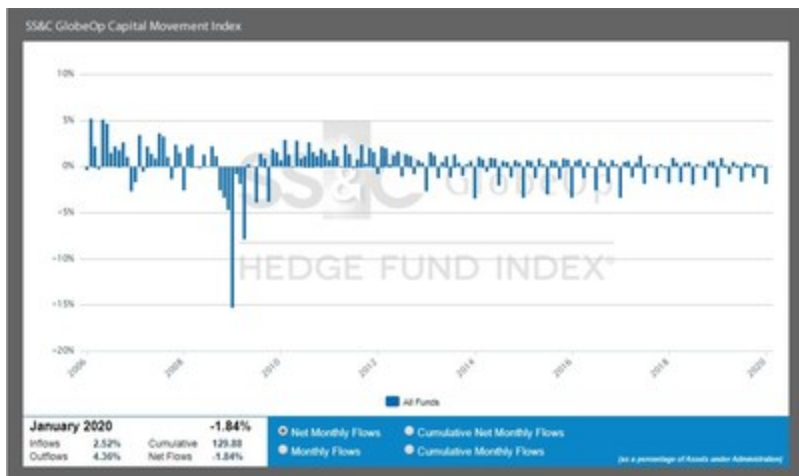 SS&C GlobeOp Capital Movement Index
10%
5%
0%
-5%
-10%
-15%
-20%
SS&C GlobeOp
HEDGE FUND INDEX®
2006 2008 2010 2012 2014 2016 2018 2020
All Funds
January 2020 -1.84%
Inflows 2.52% Cumulative 129.88
Outflows 4.36% Net Flows -1.84%
Net Monthly Flows Cumulative Net Monthly Flows
Monthly Flows Cumulative Monthly Flows
(as a percentage of Assets under Administration)